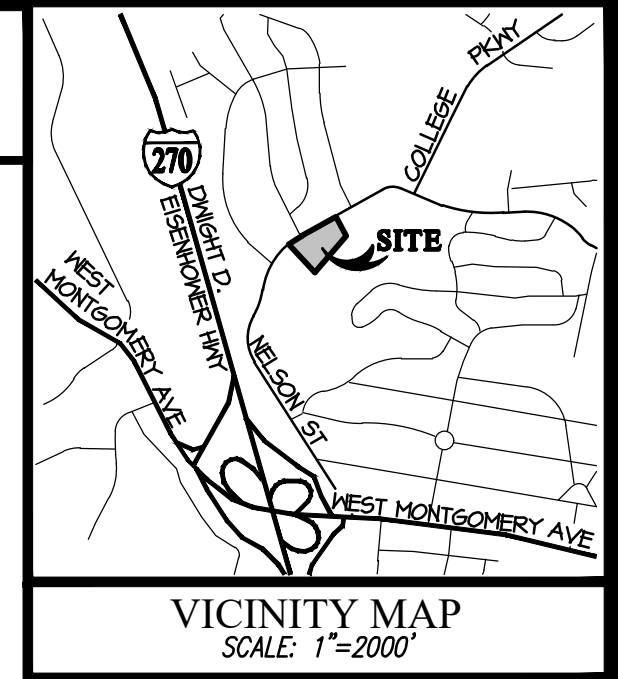 PKWY
COLLEGE
270
DWIGHT D.
EISENHOWER HWY
SITE
WEST
MONTGOMERY AVE
NELSON ST
WEST MONTGOMERY AVE
VICINITY MAP
SCALE: 1"=2000'